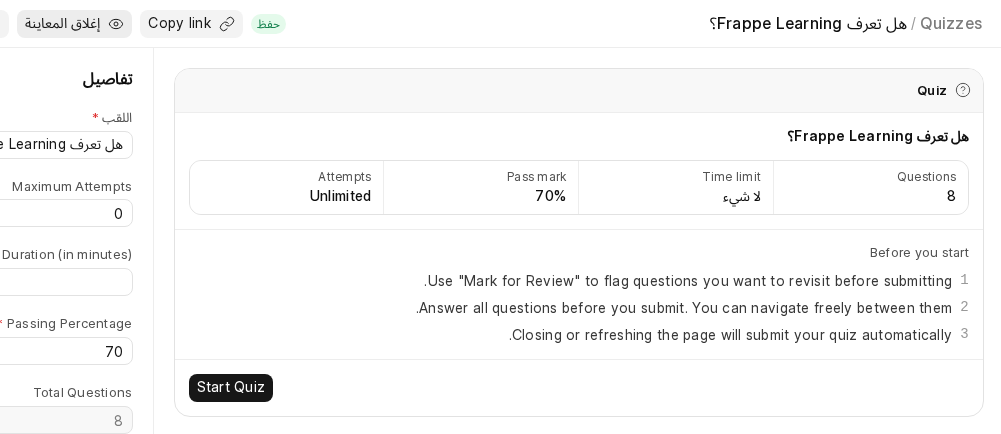 Quizzes / هل تعرف Frappe Learning؟
حفظ
Copy link
إغلاق المعاينة
Quiz
هل تعرف Frappe Learning؟
Questions
8
Time limit
لا شيء
Pass mark
70%
Attempts
Unlimited
Before you start
1 Use "Mark for Review" to flag questions you want to revisit before submitting.
2 Answer all questions before you submit. You can navigate freely between them.
3 Closing or refreshing the page will submit your quiz automatically.
Start Quiz
تفاصيل
اللقب *
هل تعرف Frappe Learning
Maximum Attempts
0
Duration (in minutes)
Passing Percentage *
70
Total Questions
8